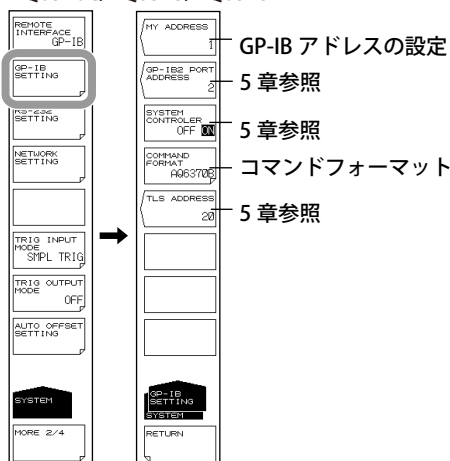 REMOTE
INTERFACE
GP-IB
GP-IB
SETTING
RS-232
SETTING
NETWORK
SETTING
TRIG INPUT
MODE
SMPL TRIG
TRIG OUTPUT
MODE
OFF
AUTO OFFSET
SETTING
SYSTEM
MORE 2/4
MY ADDRESS
1
GP-IB2 PORT
ADDRESS
2
SYSTEM
CONTROLER
OFF ON
COMMAND
FORMAT
AQ6370B
TLS ADDRESS
20
GP-IB
SETTING
SYSTEM
RETURN
GP-IB アドレスの設定
5 章参照
5 章参照
コマンドフォーマット
5 章参照